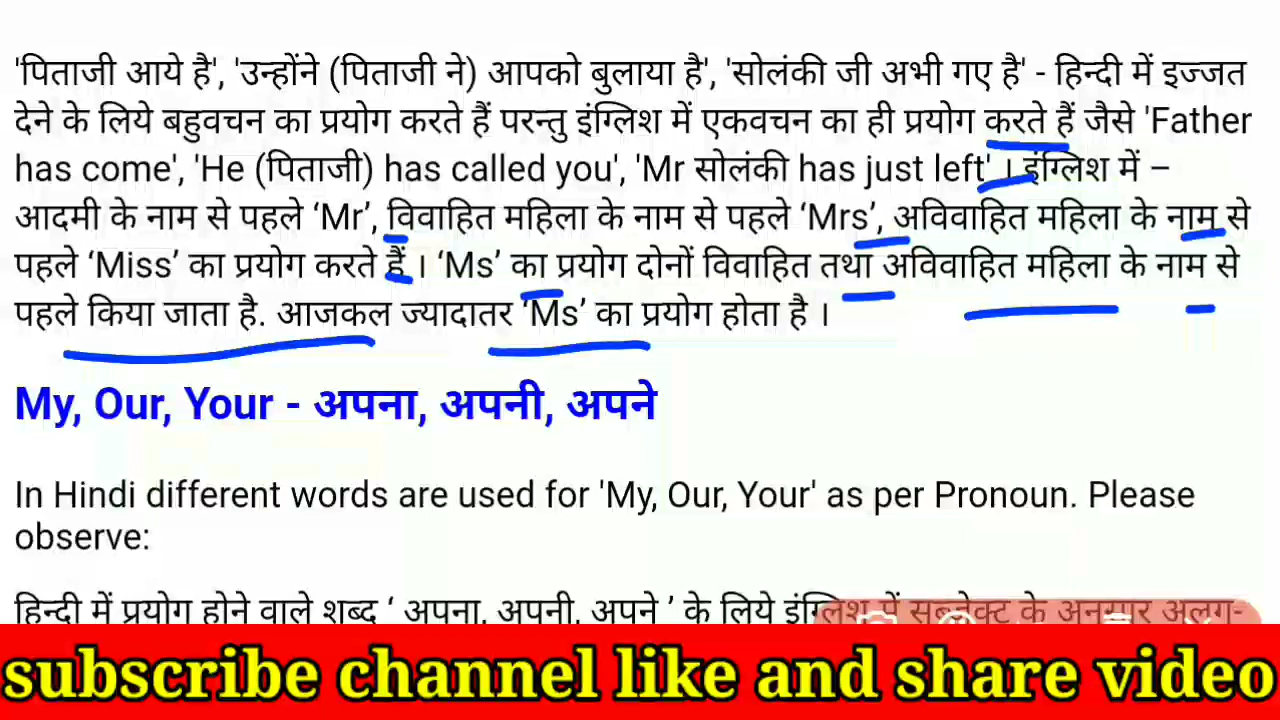 'पिताजी आये है', 'उन्होंने (पिताजी ने) आपको बुलाया है', 'सोलंकी जी अभी गए है' - हिन्दी में इज्जत
देने के लिये बहुवचन का प्रयोग करते हैं परन्तु इंग्लिश में एकवचन का ही प्रयोग करते हैं जैसे 'Father
has come', 'He (पिताजी) has called you', 'Mr सोलंकी has just left' । इंग्लिश में –
आदमी के नाम से पहले ‘Mr’, विवाहित महिला के नाम से पहले ‘Mrs’, अविवाहित महिला के नाम से
पहले ‘Miss’ का प्रयोग करते हैं । ‘Ms’ का प्रयोग दोनों विवाहित तथा अविवाहित महिला के नाम से
पहले किया जाता है. आजकल ज्यादातर ‘Ms’ का प्रयोग होता है ।
My, Our, Your - अपना, अपनी, अपने
In Hindi different words are used for 'My, Our, Your' as per Pronoun. Please
observe:
हिन्दी में प्रयोग होने वाले शब्द ‘ अपना, अपनी, अपने ’ के लिये इंग्लिश में सब्जेक्ट के अनुसार अलग-
subscribe channel like and share video